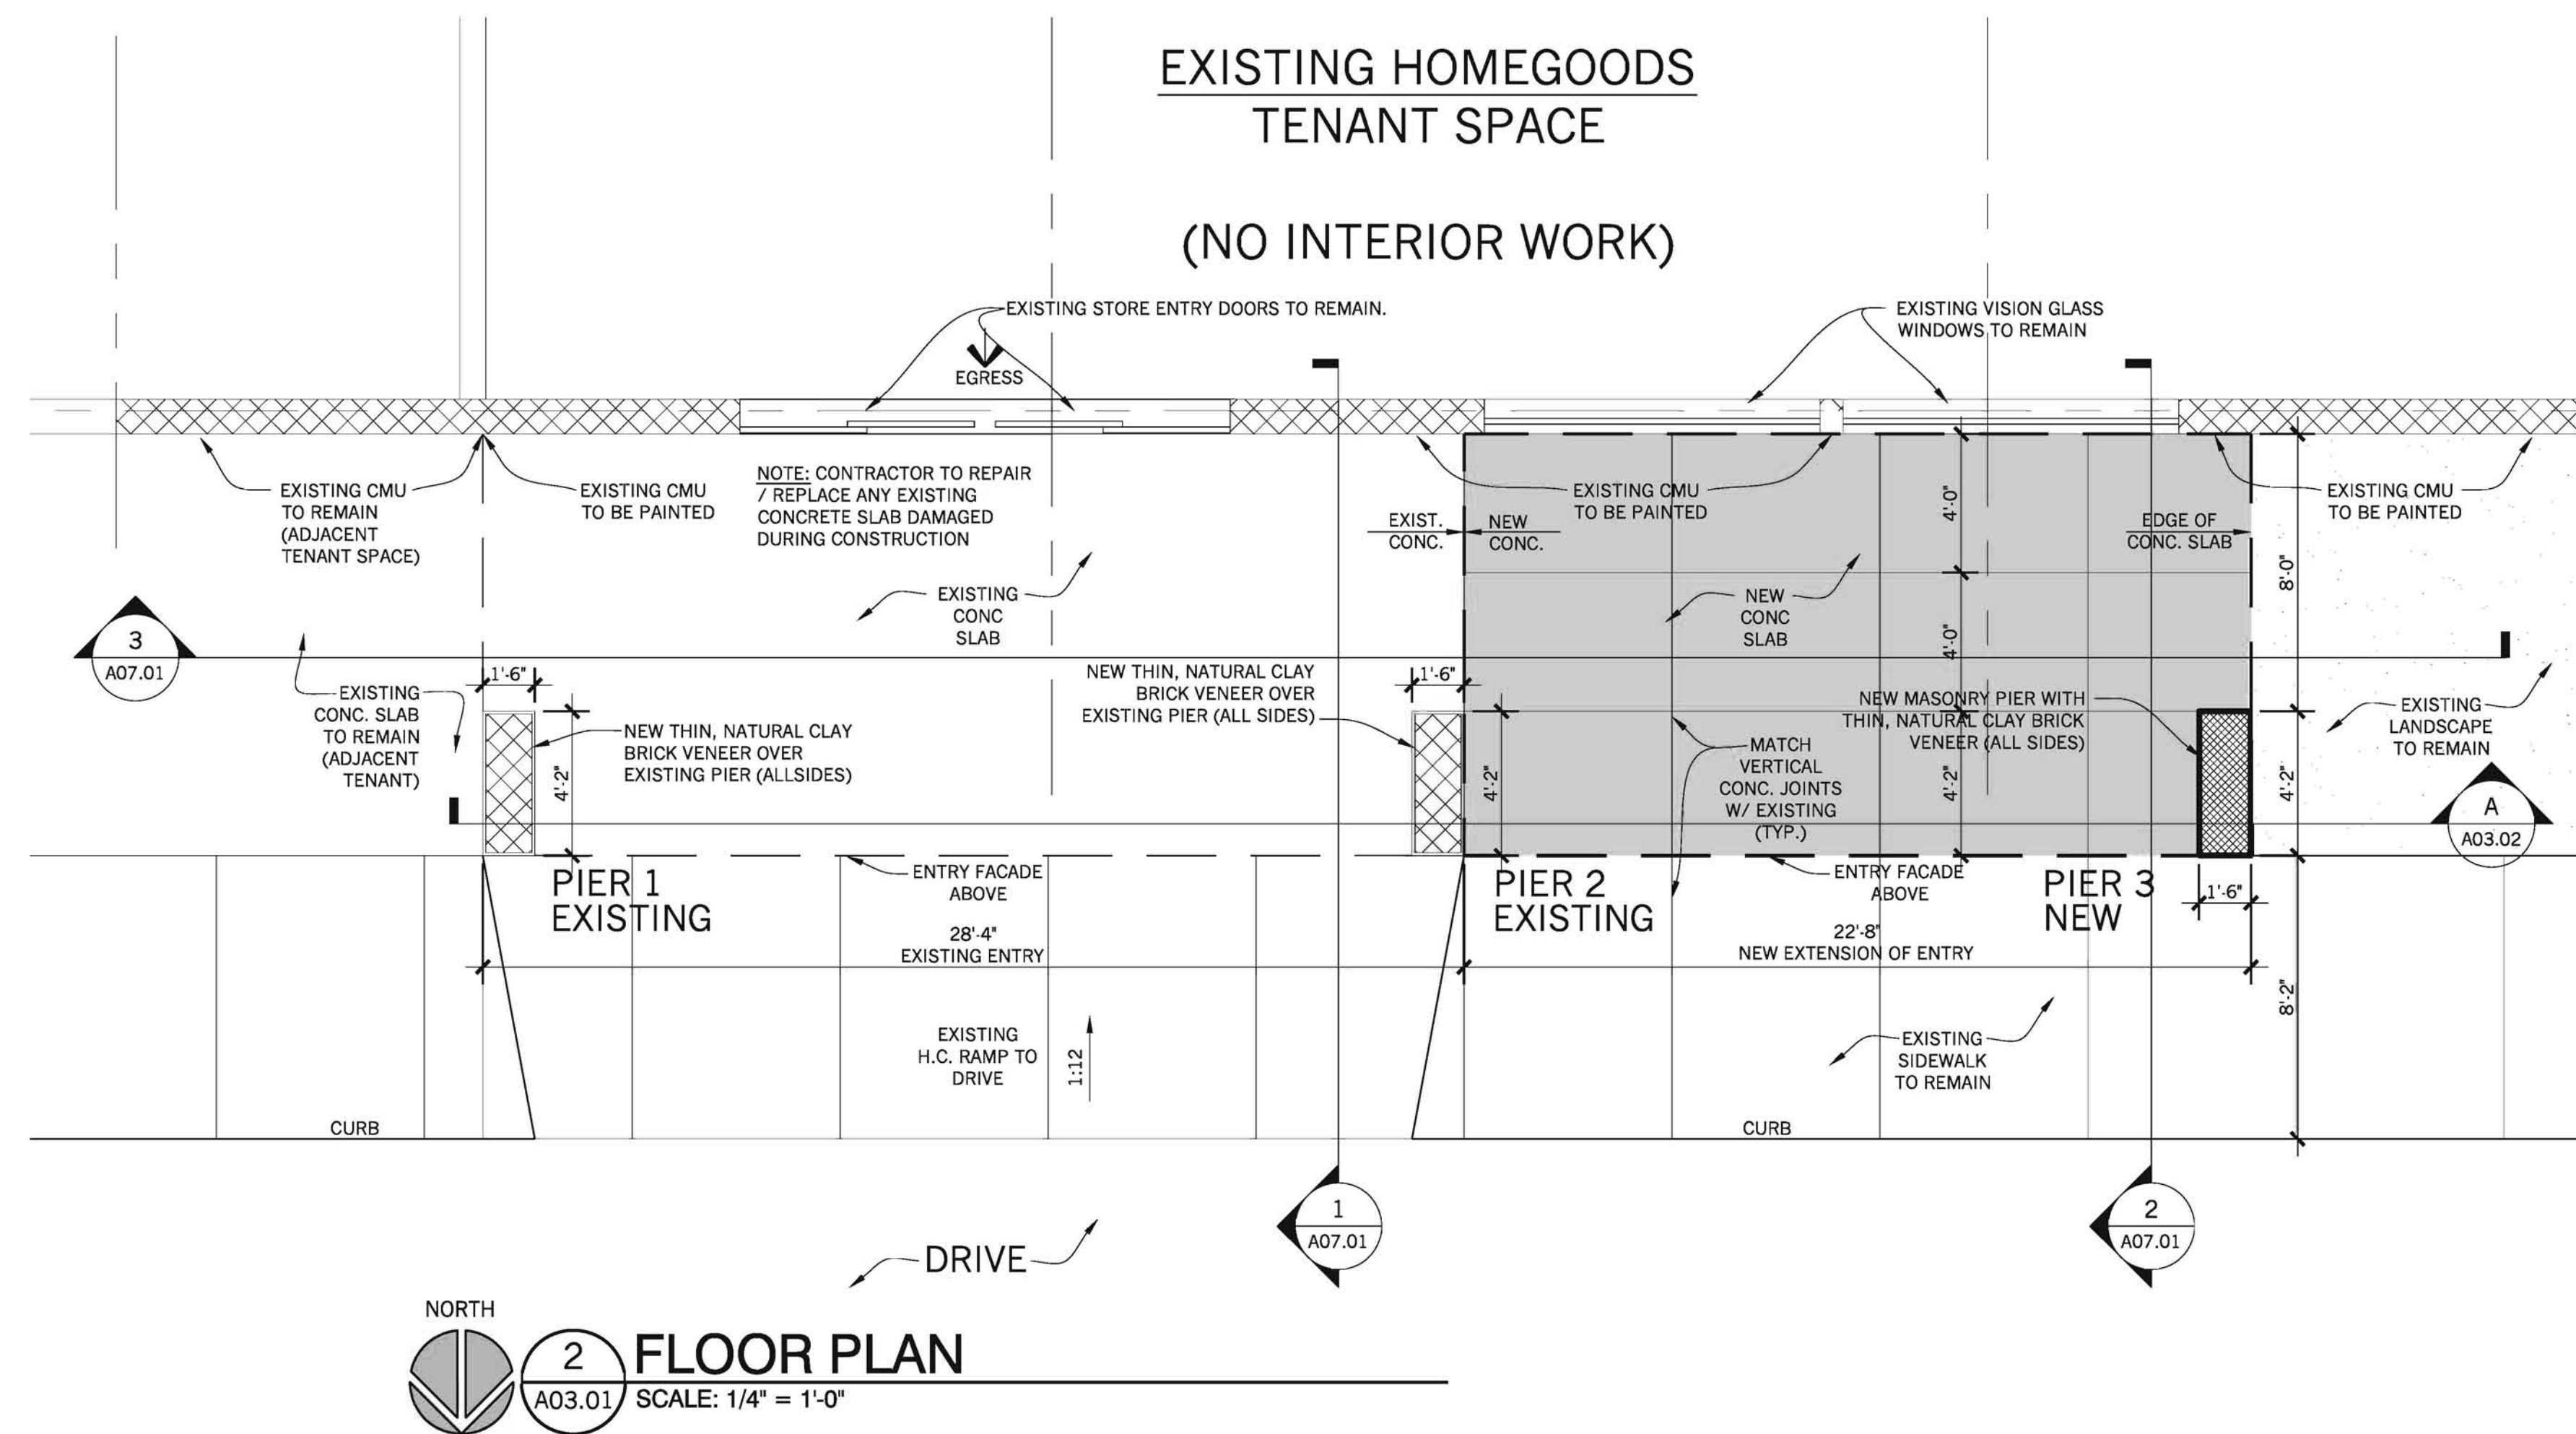 EXISTING HOMEGOODS
TENANT SPACE
(NO INTERIOR WORK)
EXISTING STORE ENTRY DOORS TO REMAIN.
EGRESS
EXISTING VISION GLASS
WINDOWS TO REMAIN
EXISTING CMU
TO REMAIN
(ADJACENT
TENANT SPACE)
EXISTING CMU
TO BE PAINTED
NOTE: CONTRACTOR TO REPAIR
/ REPLACE ANY EXISTING
CONCRETE SLAB DAMAGED
DURING CONSTRUCTION
EXIST.
CONC.
NEW
CONC.
EXISTING CMU
TO BE PAINTED
4'-0"
EDGE OF
CONC. SLAB
EXISTING CMU
TO BE PAINTED
8'-0"
EXISTING
CONC
SLAB
NEW
CONC
SLAB
4'-0"
3
A07.01
1'-6"
EXISTING
CONC. SLAB
TO REMAIN
(ADJACENT
TENANT)
4'-2"
NEW THIN, NATURAL CLAY
BRICK VENEER OVER
EXISTING PIER (ALLSIDES)
NEW THIN, NATURAL CLAY
BRICK VENEER OVER
EXISTING PIER (ALL SIDES)
1'-6"
4'-2"
MATCH
VERTICAL
CONC. JOINTS
W/ EXISTING
(TYP.)
NEW MASONRY PIER WITH
THIN, NATURAL CLAY BRICK
VENEER (ALL SIDES)
4'-2"
4'-2"
EXISTING
LANDSCAPE
TO REMAIN
A
A03.02
PIER 1
EXISTING
ENTRY FACADE
ABOVE
PIER 2
EXISTING
ENTRY FACADE
ABOVE
PIER 3
NEW
1'-6"
28'-4"
EXISTING ENTRY
22'-8"
NEW EXTENSION OF ENTRY
8'-2"
EXISTING
H.C. RAMP TO
DRIVE
1:12
EXISTING
SIDEWALK
TO REMAIN
CURB
CURB
1
A07.01
2
A07.01
DRIVE
NORTH
2
A03.01
FLOOR PLAN
SCALE: 1/4" = 1'-0"